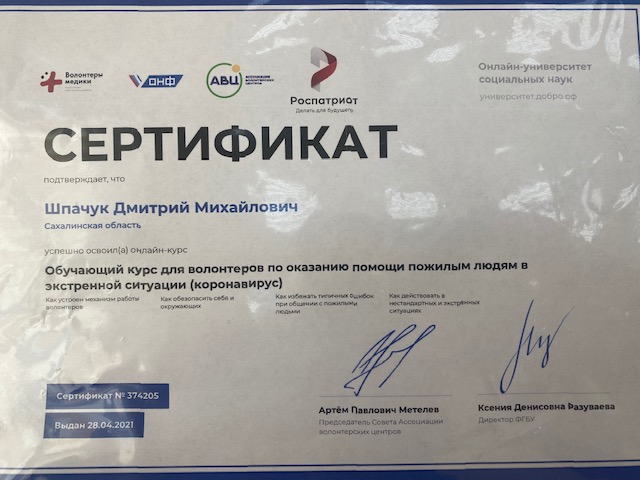 Волонтеры
медики
ОНФ
АВЦ
АССОЦИАЦИЯ
ВОЛОНТЕРСКИХ
ЦЕНТРОВ
Роспатриот
Делать для будущего
Онлайн-университет
социальных наук
университет.добро.рф
СЕРТИФИКАТ
подтверждает, что
Шпачук Дмитрий Михайлович
Сахалинская область
успешно освоил(а) онлайн-курс
Обучающий курс для волонтеров по оказанию помощи пожилым людям в
экстренной ситуации (коронавирус)
Как устроен механизм работы
волонтеров
Как обезопасить себя и
окружающих
Как избежать типичных ошибок
при общении с пожилыми
людьми
Как действовать в
нестандартных и экстренных
ситуациях
Сертификат № 374205
Выдан 28.04.2021
Артём Павлович Метелев
Председатель Совета Ассоциации
волонтерских центров
Ксения Денисовна Разуваева
Директор ФГБУ